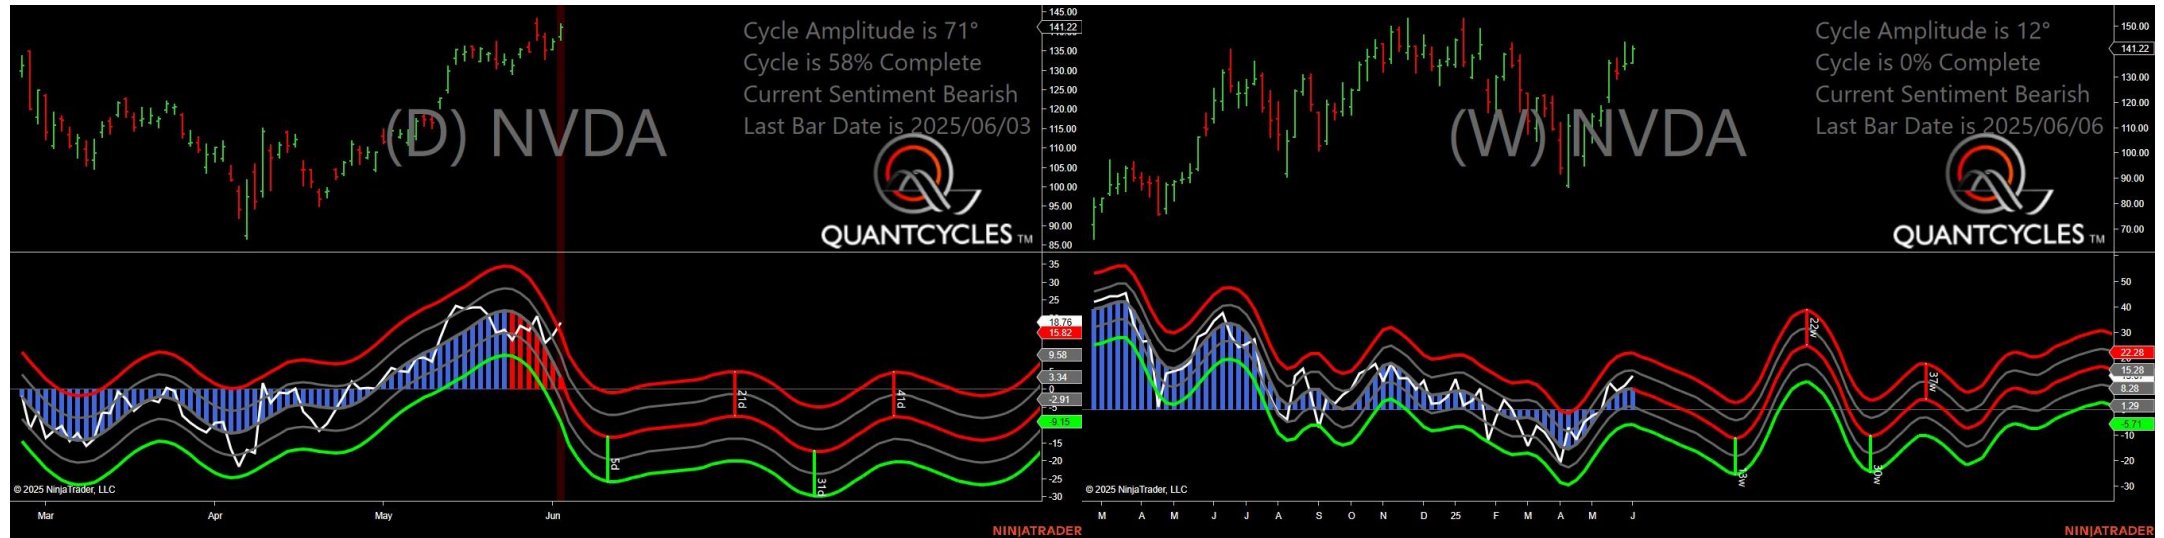 Cycle Amplitude is 71°
Cycle is 58% Complete
Current Sentiment Bearish
Last Bar Date is 2025/06/03
(D) NVDA
QUANTCYCLES TM
145.00
141.22
135.00
130.00
125.00
120.00
115.00
110.00
105.00
100.00
95.00
90.00
85.00
35
30
25
18.76
15.82
9.58
3.34
0
-2.91
-9.15
-15
-20
-25
-30
5d
21d
31d
41d
© 2025 NinjaTrader, LLC
Mar Apr May Jun
NINJATRADER
Cycle Amplitude is 12°
Cycle is 0% Complete
Current Sentiment Bearish
Last Bar Date is 2025/06/06
(W) NVDA
QUANTCYCLES TM
150.00
141.22
130.00
120.00
110.00
100.00
90.00
80.00
70.00
50
40
30
22.28
15.28
8.28
1.29
-5.71
-10
-20
-30
13w
22w
30w
37w
© 2025 NinjaTrader, LLC
M A M J J A S O N D 25 F M A M J
NINJATRADER